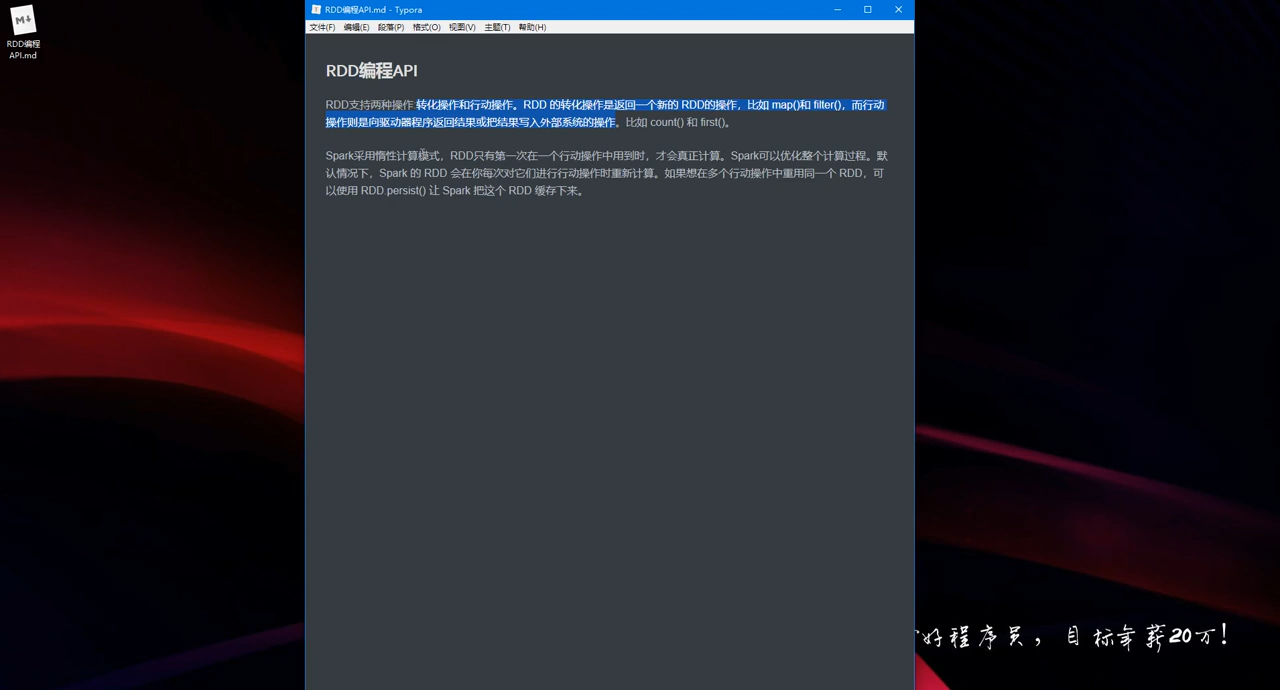 RDD编程API.md - Typora
文件(F) 编辑(E) 段落(P) 格式(O) 视图(V) 主题(T) 帮助(H)
RDD编程
API.md
RDD编程API
RDD支持两种操作 转化操作和行动操作。RDD 的转化操作是返回一个新的 RDD的操作，比如 map()和 filter()，而行动
操作则是向驱动器程序返回结果或把结果写入外部系统的操作。比如 count() 和 first()。
Spark采用惰性计算模式，RDD只有第一次在一个行动操作中用到时，才会真正计算。Spark可以优化整个计算过程。默
认情况下，Spark 的 RDD 会在你每次对它们进行行动操作时重新计算。如果想在多个行动操作中重用同一个 RDD，可
以使用 RDD.persist() 让 Spark 把这个 RDD 缓存下来。
好程序员，目标年薪20万！